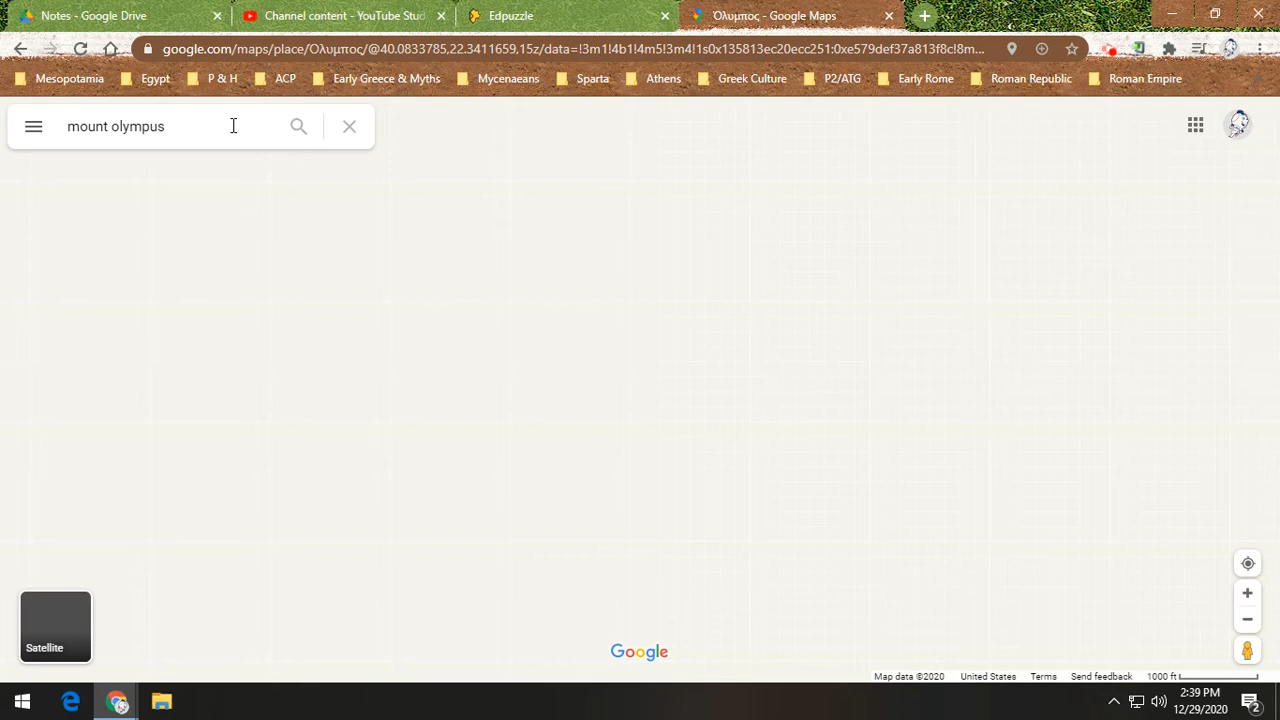 Notes - Google Drive
Channel content - YouTube Stud
Edpuzzle
Όλυμπος - Google Maps
google.com/maps/place/Όλυμπος/@40.0833785,22.3411659,15z/data=!3m1!4b1!4m5!3m4!1s0x135813ec20ecc251:0xe579def37a813f8c!8m...
Mesopotamia
Egypt
P & H
ACP
Early Greece & Myths
Mycenaeans
Sparta
Athens
Greek Culture
P2/ATG
Early Rome
Roman Republic
Roman Empire
mount olympus
Satellite
Google
Map data ©2020
United States
Terms
Send feedback
1000 ft
2:39 PM
12/29/2020
2